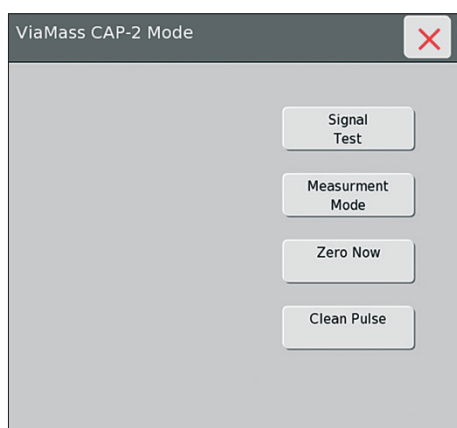 ViaMass CAP-2 Mode
Signal
Test
Measurment
Mode
Zero Now
Clean Pulse